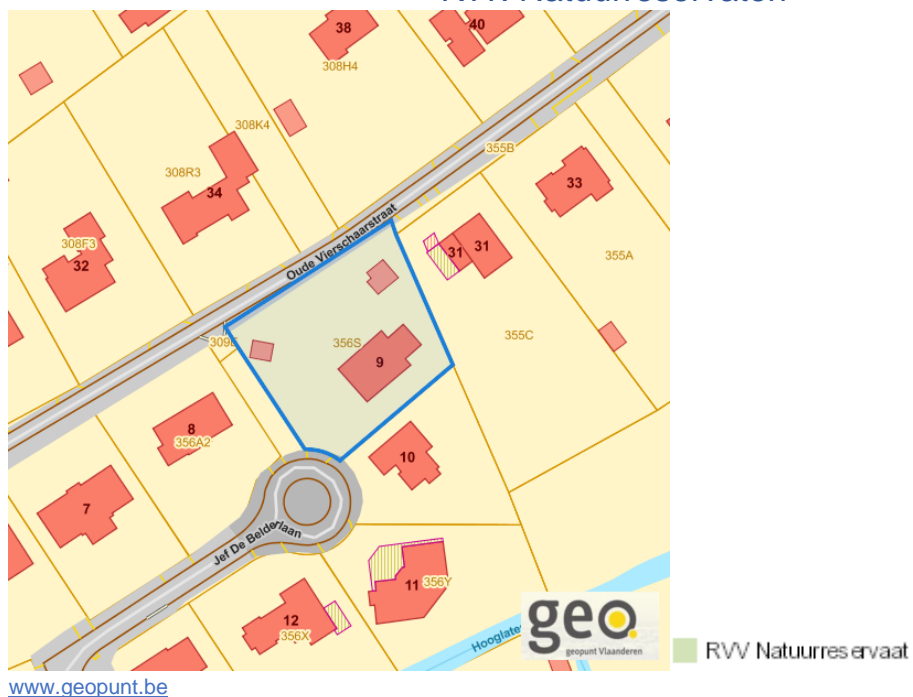 38
40
308H4
308K4
355B
308R3
34
33
308F3
32
Oude Vierschaarstraat
31
31
355A
355C
356S
9
8
356A2
10
7
Jef De Belderlaan
11
356Y
12
356X
geo
geopunt Vlaanderen
RVV Natuurreservaat
www.geopunt.be